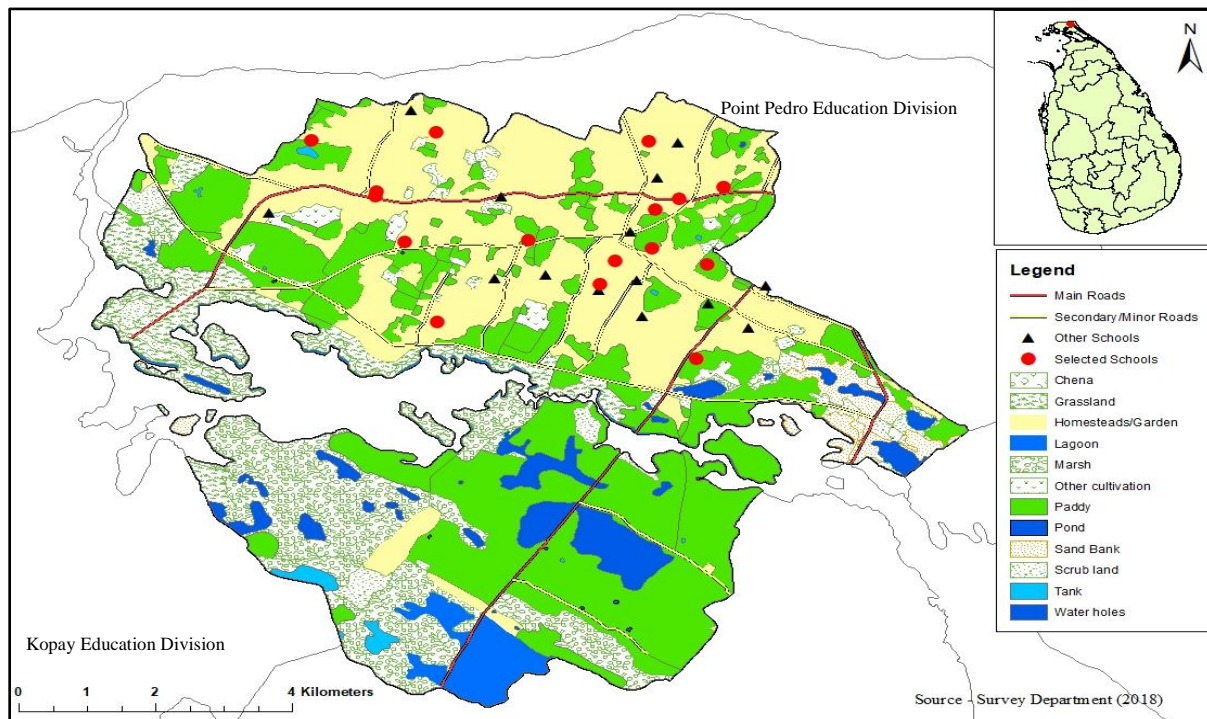 Point Pedro Education Division
N
Legend
Main Roads
Secondary/Minor Roads
Other Schools
Selected Schools
Chena
Grassland
Homesteads/Garden
Lagoon
Marsh
Other cultivation
Paddy
Pond
Sand Bank
Scrub land
Tank
Water holes
Kopay Education Division
0 1 2 4 Kilometers
Source - Survey Department (2018)